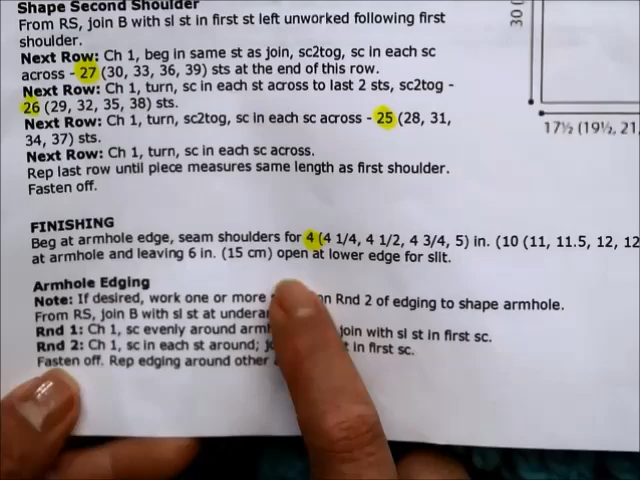 Shape Second Shoulder
From RS, join B with sl st in first st left unworked following first
shoulder.
Next Row: Ch 1, beg in same st as join, sc2tog, sc in each sc
across - 27 (30, 33, 36, 39) sts at the end of this row.
Next Row: Ch 1, turn, sc in each st across to last 2 sts, sc2tog -
26 (29, 32, 35, 38) sts.
Next Row: Ch 1, turn, sc2tog, sc in each sc across - 25 (28, 31,
34, 37) sts.
Next Row: Ch 1, turn, sc in each sc across.
Rep last row until piece measures same length as first shoulder.
Fasten off.
FINISHING
Beg at armhole edge, seam shoulders for 4 (4 1/4, 4 1/2, 4 3/4, 5) in. (10 (11, 11.5, 12, 12
at armhole and leaving 6 in. (15 cm) open at lower edge for slit.
Armhole Edging
Note: If desired, work one or more on Rnd 2 of edging to shape armhole.
From RS, join B with sl st at
Rnd 1: Ch 1, sc evenly around join with sl st in first sc.
Rnd 2: Ch 1, sc in each st around; in first sc.
Fasten off. Rep edging around other
30 (
17½ (19½, 21,